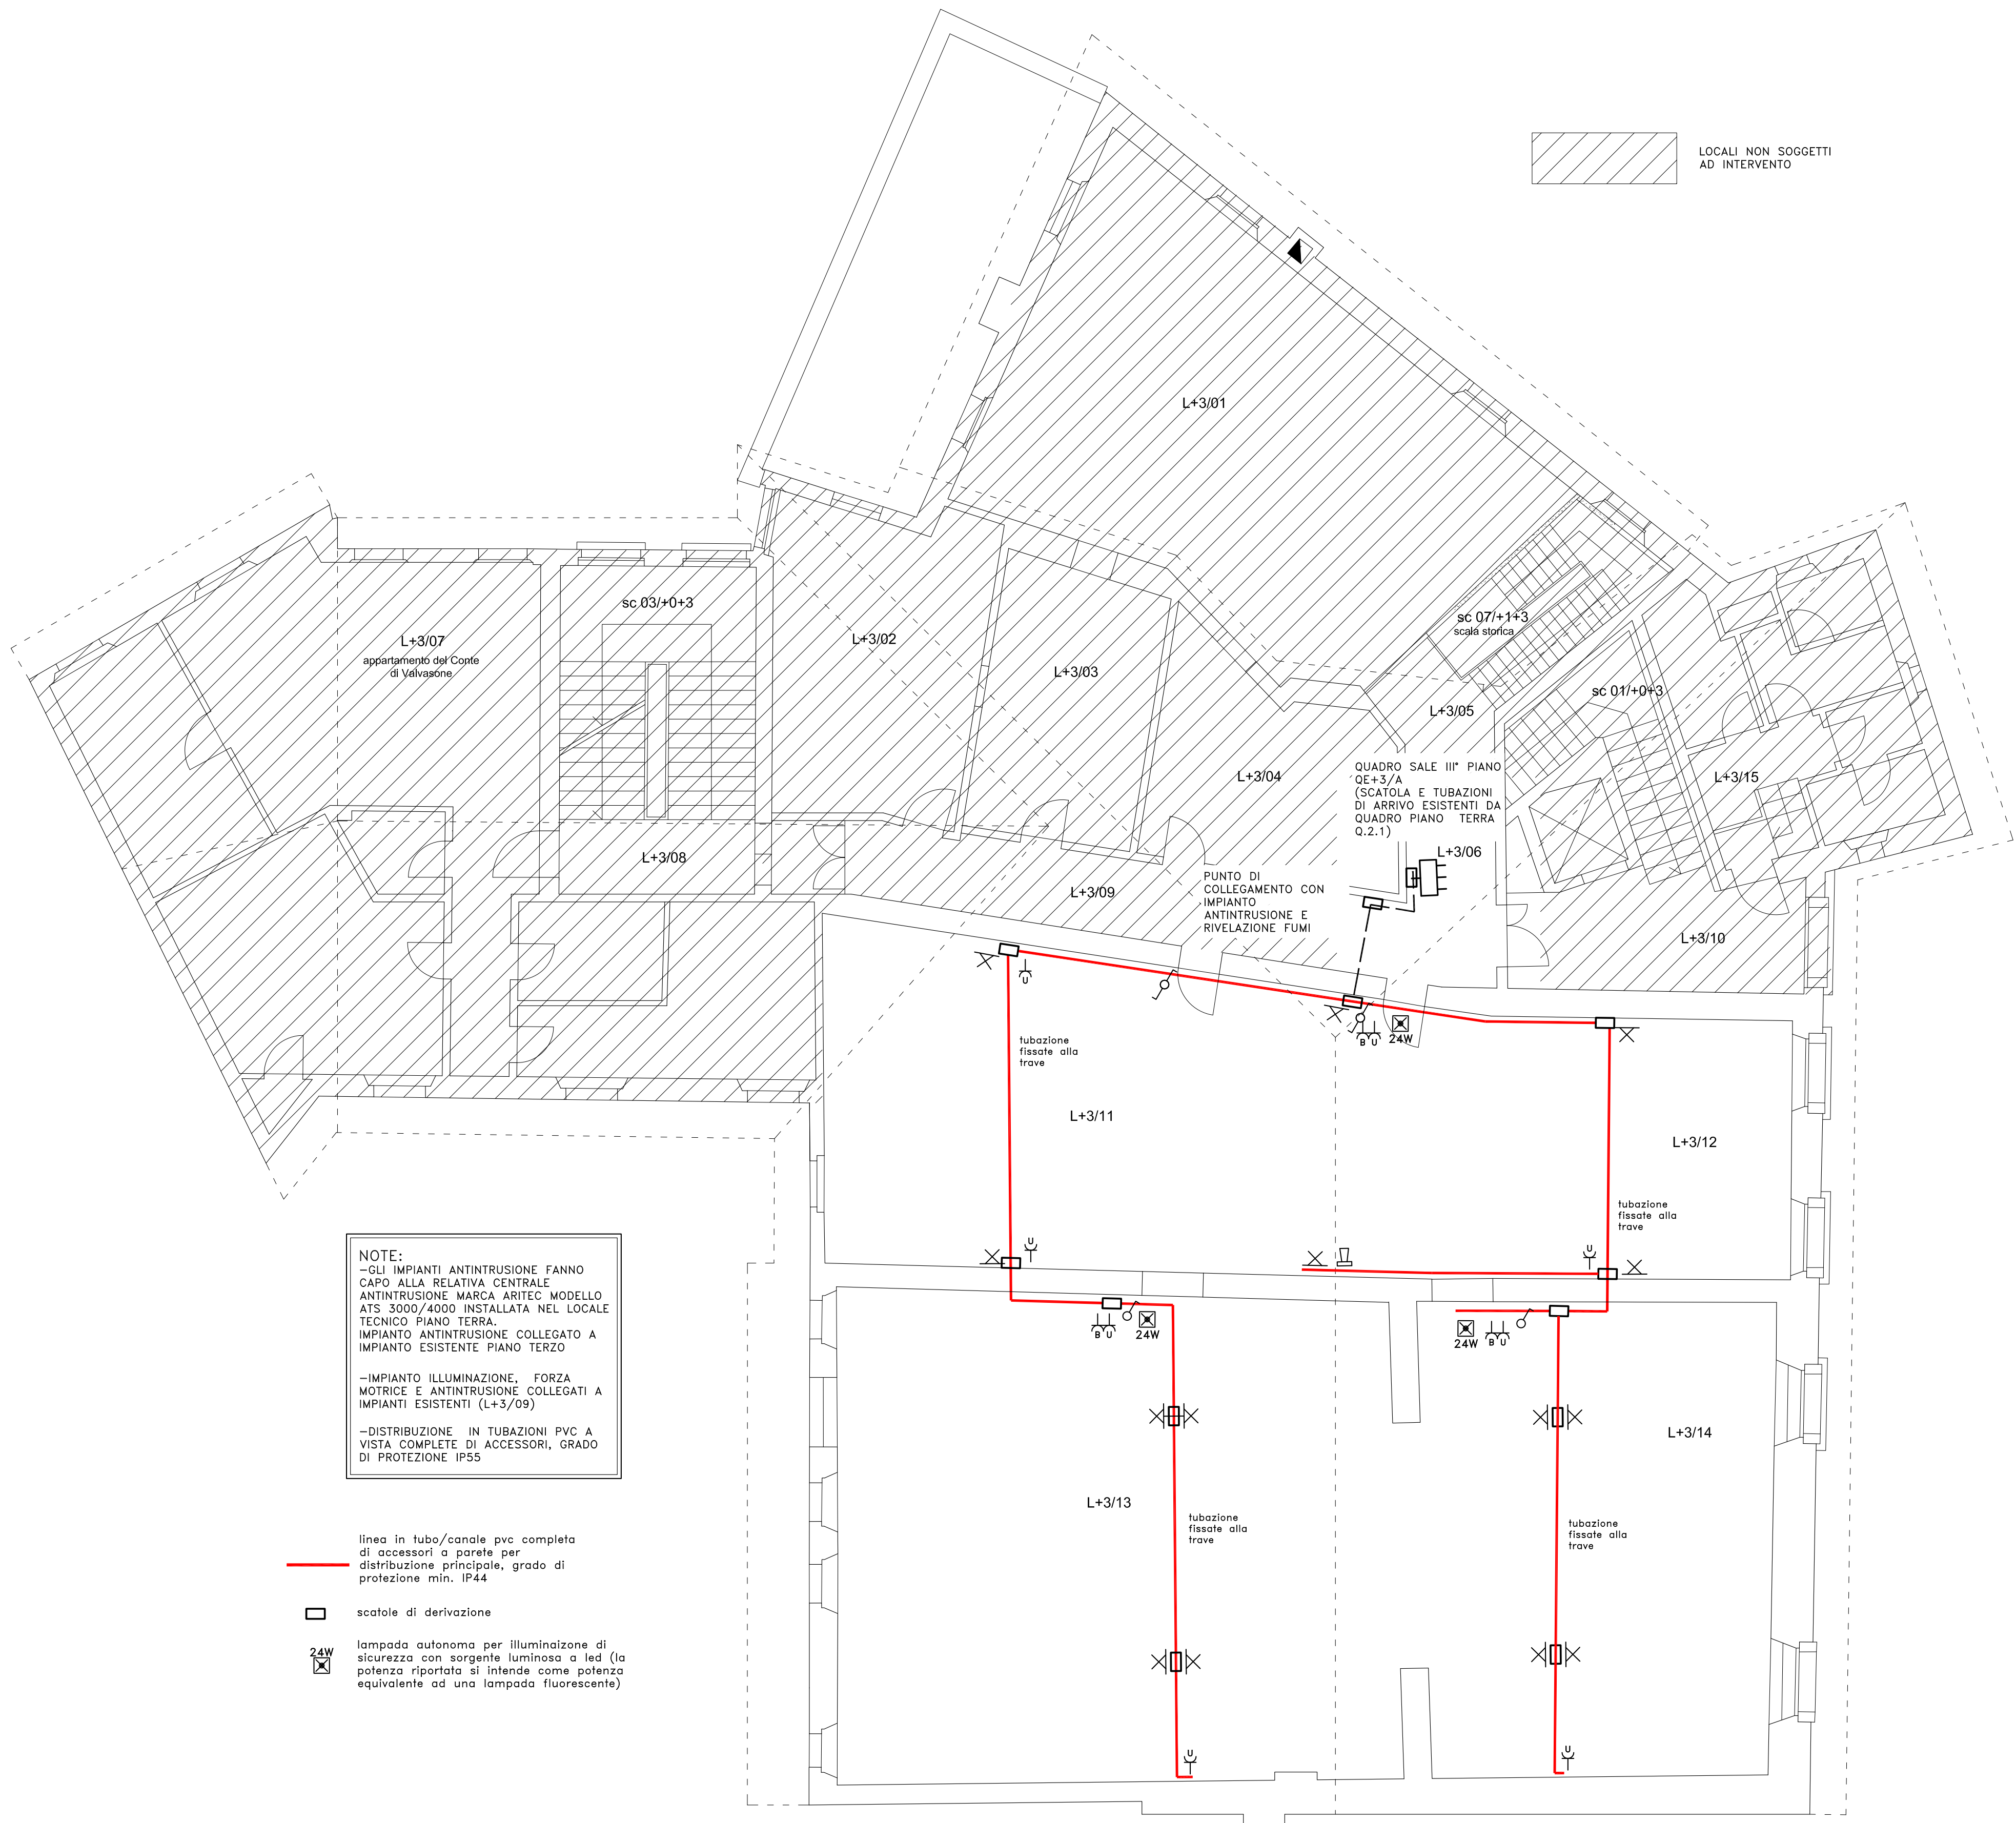 LOCALI NON SOGGETTI
AD INTERVENTO
L+3/01
sc 03/+0+3
L+3/07
appartamento del Conte
di Valvasone
L+3/02
L+3/03
sc 07/+1+3
scala storica
sc 01/+0+3
L+3/05
L+3/04
L+3/15
QUADRO SALE III° PIANO
QE+3/A
(SCATOLA E TUBAZIONI
DI ARRIVO ESISTENTI DA
QUADRO PIANO TERRA
Q.2.1)
L+3/06
L+3/08
L+3/09
PUNTO DI
COLLEGAMENTO CON
IMPIANTO
ANTINTRUSIONE E
RIVELAZIONE FUMI
L+3/10
U
B U
24W
tubazione
fissate alla
trave
L+3/11
L+3/12
tubazione
fissate alla
trave
U
U
NOTE:
-GLI IMPIANTI ANTINTRUSIONE FANNO
CAPO ALLA RELATIVA CENTRALE
ANTINTRUSIONE MARCA ARITEC MODELLO
ATS 3000/4000 INSTALLATA NEL LOCALE
TECNICO PIANO TERRA.
IMPIANTO ANTINTRUSIONE COLLEGATO A
IMPIANTO ESISTENTE PIANO TERZO
-IMPIANTO ILLUMINAZIONE, FORZA
MOTRICE E ANTINTRUSIONE COLLEGATI A
IMPIANTI ESISTENTI (L+3/09)
-DISTRIBUZIONE IN TUBAZIONI PVC A
VISTA COMPLETE DI ACCESSORI, GRADO
DI PROTEZIONE IP55
B U
24W
24W
B U
L+3/14
L+3/13
tubazione
fissate alla
trave
tubazione
fissate alla
trave
U
U
linea in tubo/canale pvc completa
di accessori a parete per
distribuzione principale, grado di
protezione min. IP44
scatole di derivazione
24W
lampada autonoma per illuminaizone di
sicurezza con sorgente luminosa a led (la
potenza riportata si intende come potenza
equivalente ad una lampada fluorescente)